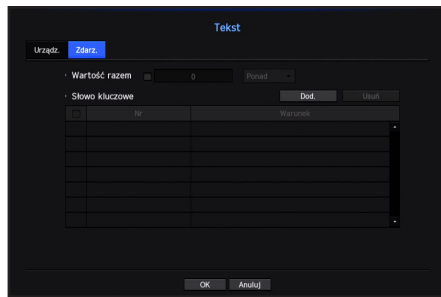 Tekst
Urządz. Zdarz.
Wartość razem 0 Ponad
Słowo kluczowe Dod. Usuń
Nr Warunek
OK Anuluj